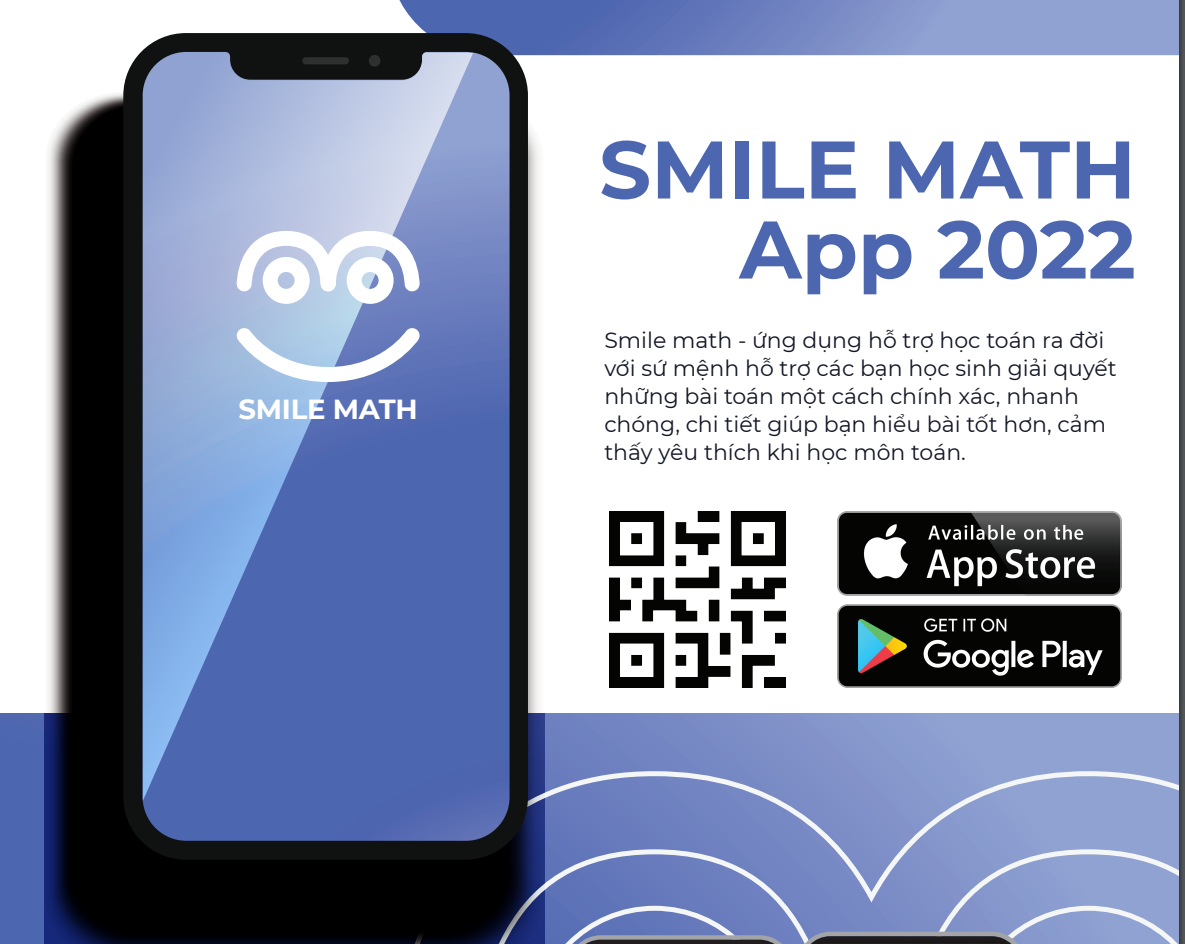 SMILE MATH
SMILE MATH
App 2022
Smile math - ứng dụng hỗ trợ học toán ra đời
với sứ mệnh hỗ trợ các bạn học sinh giải quyết
những bài toán một cách chính xác, nhanh
chóng, chi tiết giúp bạn hiểu bài tốt hơn, cảm
thấy yêu thích khi học môn toán.
Available on the
App Store
GET IT ON
Google Play